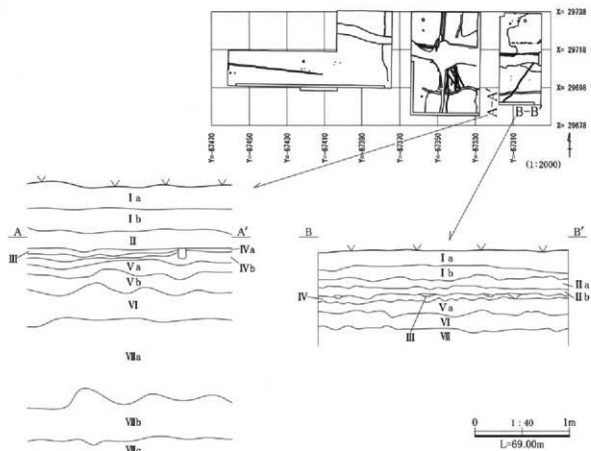 X= 29738
X= 29718
X= 29698
X= 29678
Y=-67470
Y=-67450
Y=-67430
Y=-67410
Y=-67390
Y=-67370
Y=-67350
Y=-67330
Y=-67310
A-A'
B-B'
(1:2000)
A
A'
Ⅰa
Ⅰb
Ⅱ
Ⅲ
Ⅳa
Ⅳb
Ⅴa
Ⅴb
Ⅵ
Ⅶa
Ⅶb
Ⅶc
B
B'
Ⅰa
Ⅰb
Ⅱa
Ⅱb
Ⅳ
Ⅴa
Ⅲ
Ⅵ
Ⅶ
0 1:40 1m
L=69.00m